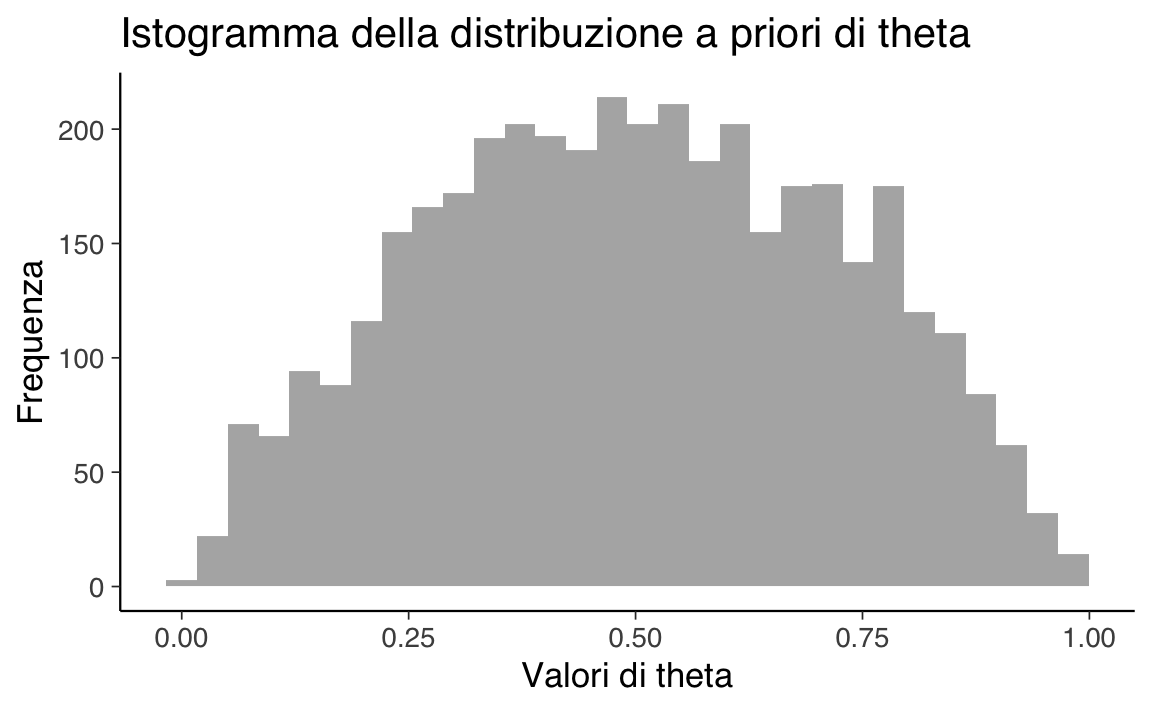 Istogramma della distribuzione a priori di theta
200
150
100
50
0
Frequenza
0.00 0.25 0.50 0.75 1.00
Valori di theta